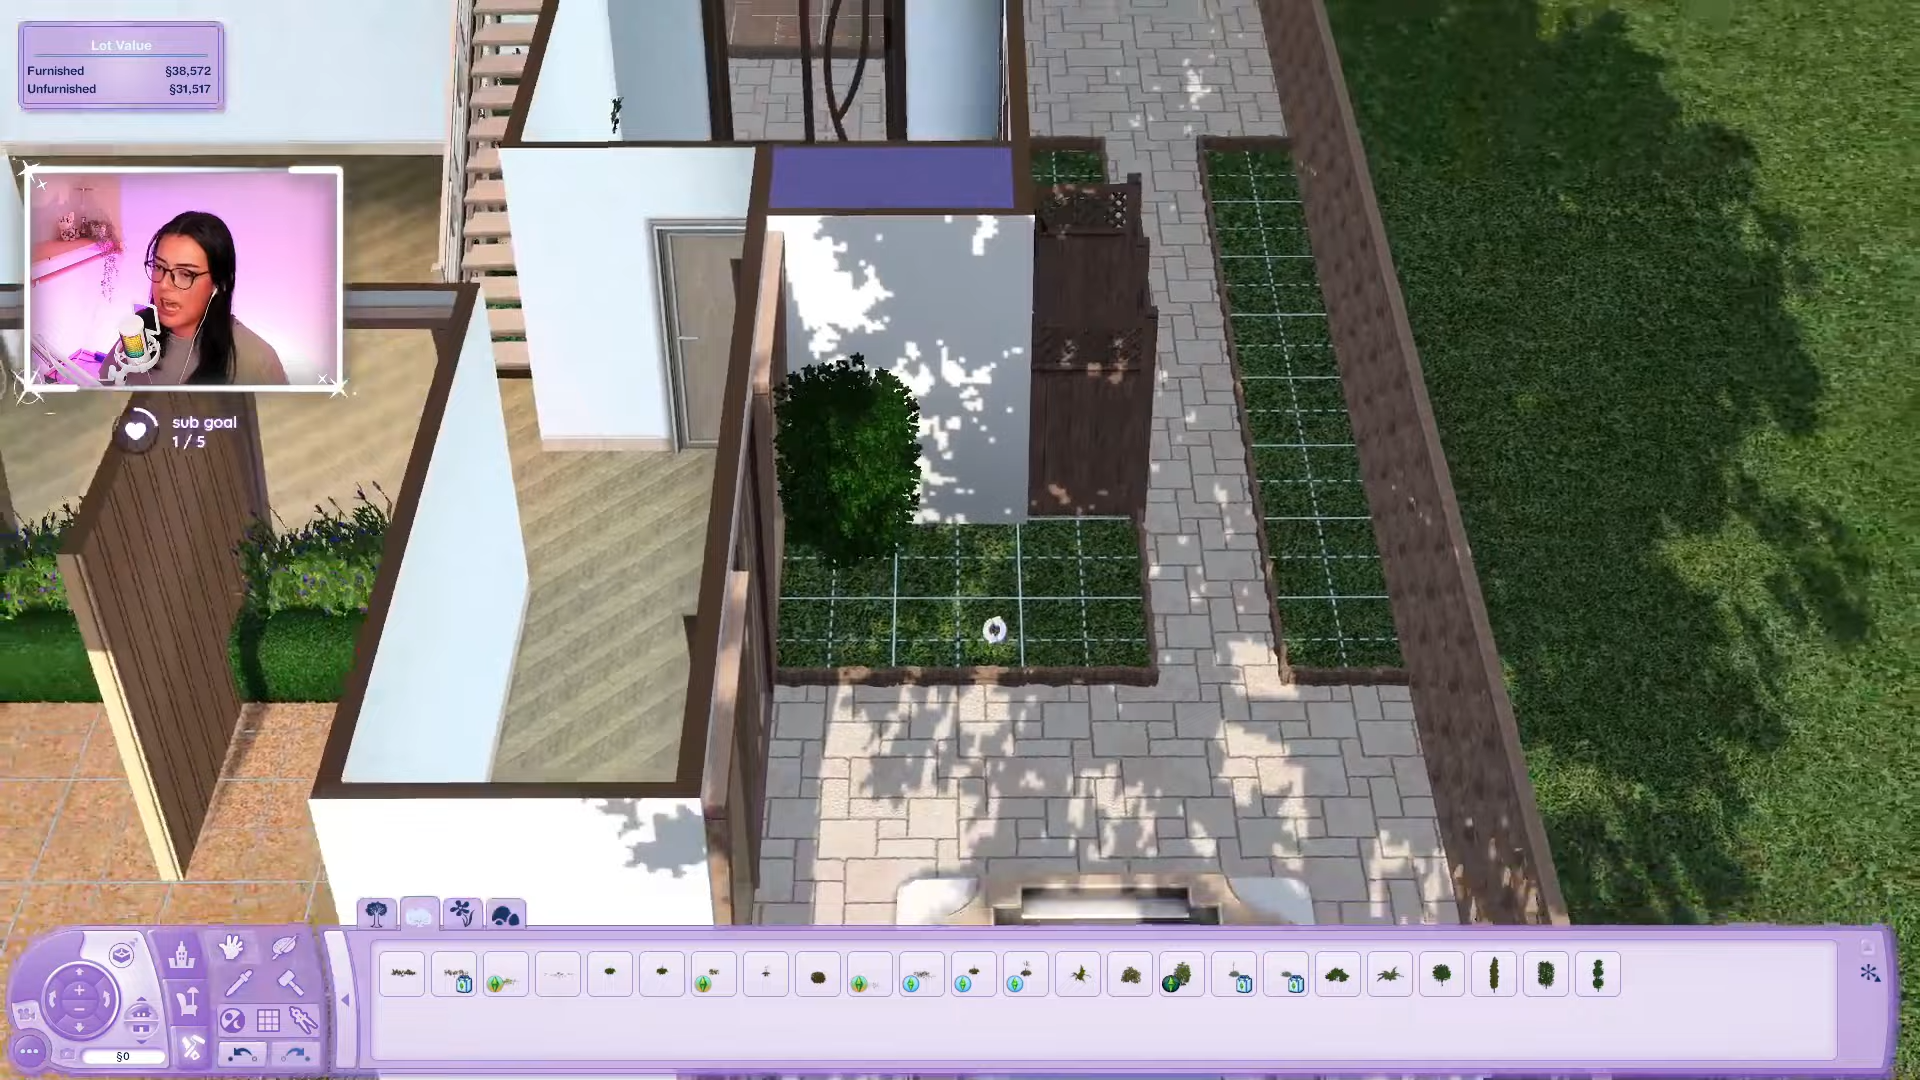 Lot Value
Furnished §38,572
Unfurnished §31,517
sub goal
1 / 5
§0